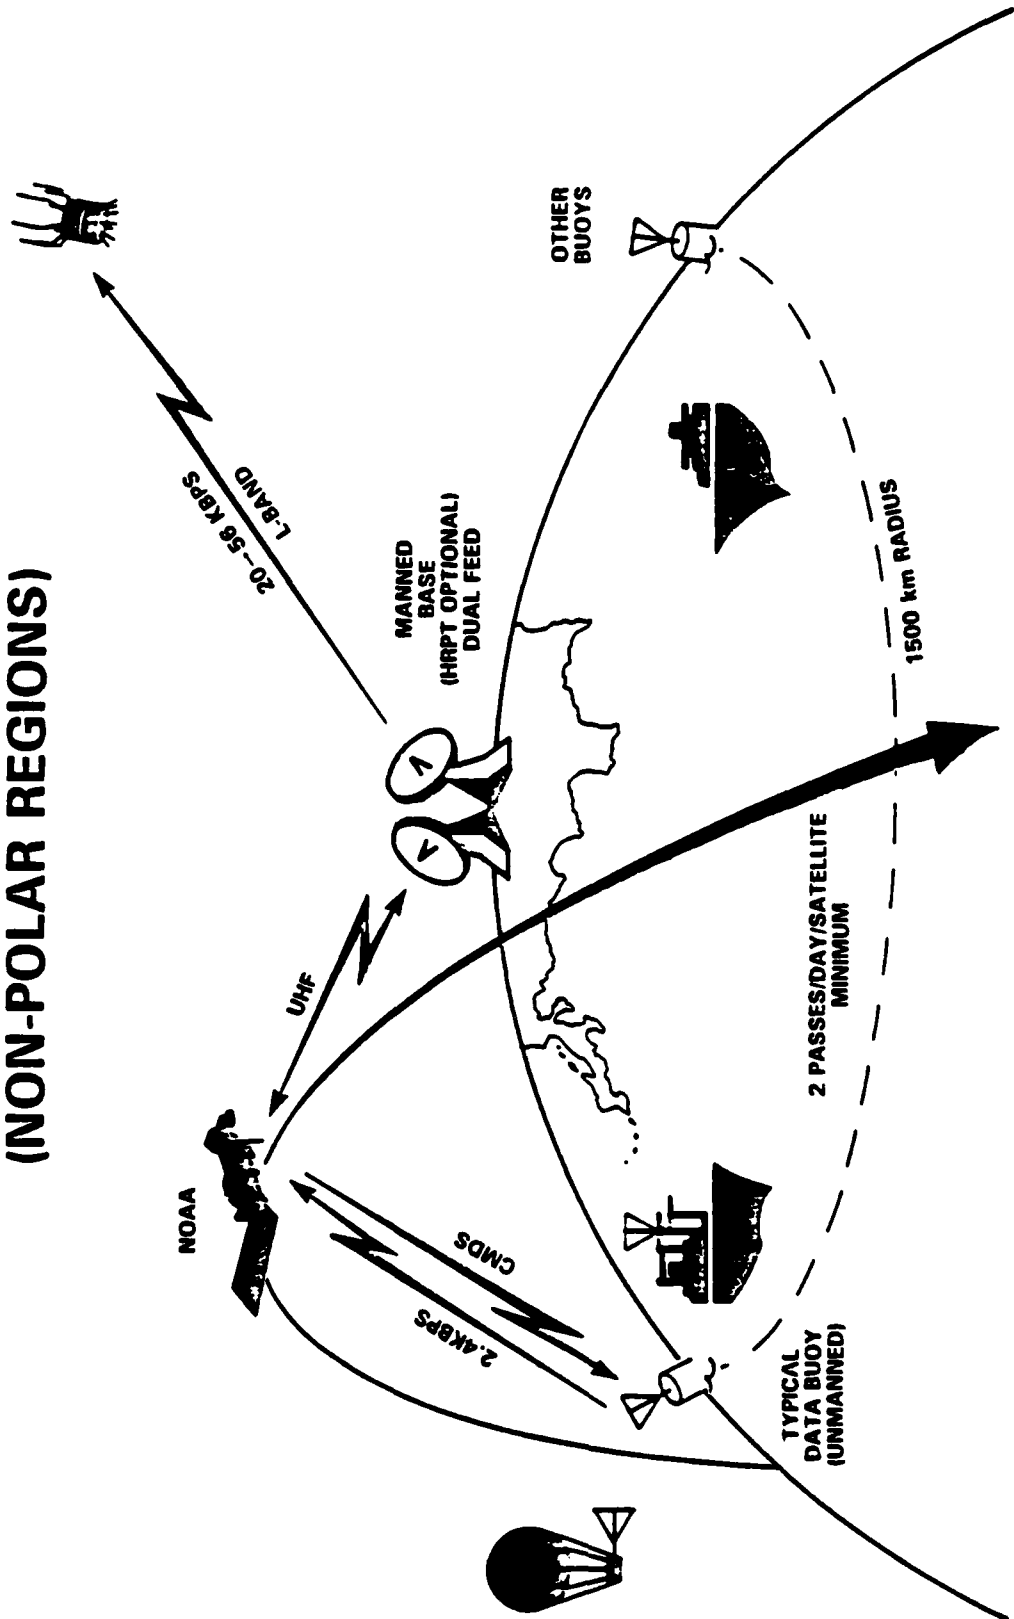 (NON-POLAR REGIONS)
NOAA
UHF
20–56 KBPS
L-BAND
MANNED
BASE
(HRPT OPTIONAL)
DUAL FEED
OTHER
BUOYS
2.4KBPS
CMDS
TYPICAL
DATA BUOY
(UNMANNED)
2 PASSES/DAY/SATELLITE
MINIMUM
1500 km RADIUS